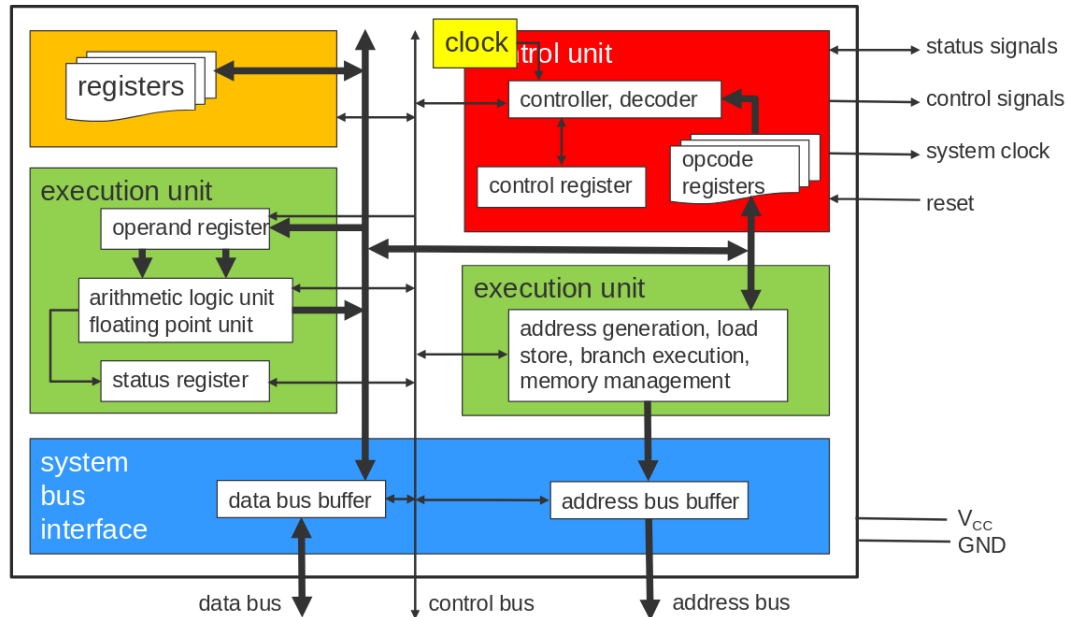 clock
ntrol unit
registers
controller, decoder
control register
opcode
registers
status signals
control signals
system clock
reset
execution unit
operand register
arithmetic logic unit
floating point unit
status register
execution unit
address generation, load
store, branch execution,
memory management
system
bus
interface
data bus buffer
address bus buffer
VCC
GND
data bus
control bus
address bus